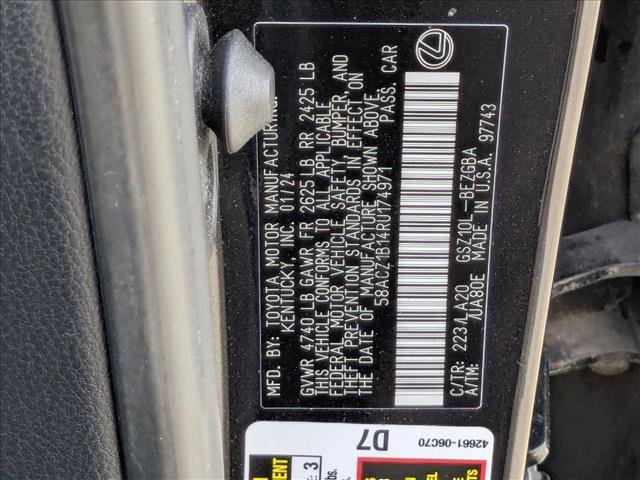 MFD. BY: TOYOTA MOTOR MANUFACTURING,
KENTUCKY, INC. 01/24
GVWR 4740 LB GAWR FR 2625 LB RR 2425 LB
THIS VEHICLE CONFORMS TO ALL APPLICABLE
FEDERAL MOTOR VEHICLE SAFETY, BUMPER, AND
THEFT PREVENTION STANDARDS IN EFFECT ON
THE DATE OF MANUFACTURE SHOWN ABOVE.
58ACZ1B14RU174921 PASS. CAR
C/TR: 223/LA20 GSZ10L-BEZGBA
A/TM: /UA80E MADE IN U.S.A. 97743
D7
42661-06C70
3